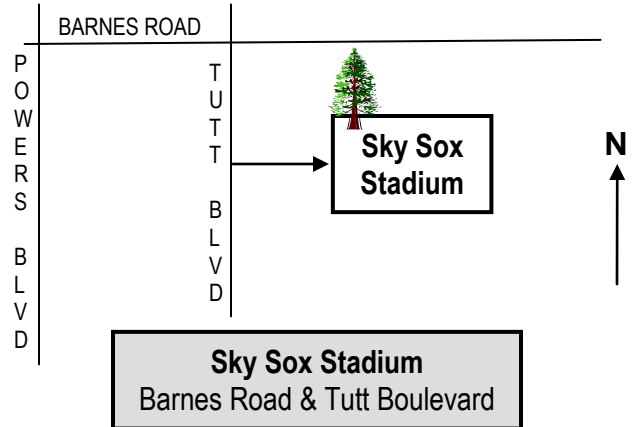 BARNES ROAD
POWERS BLVD
TUTT BLVD
Sky Sox
Stadium
N
Sky Sox Stadium
Barnes Road & Tutt Boulevard